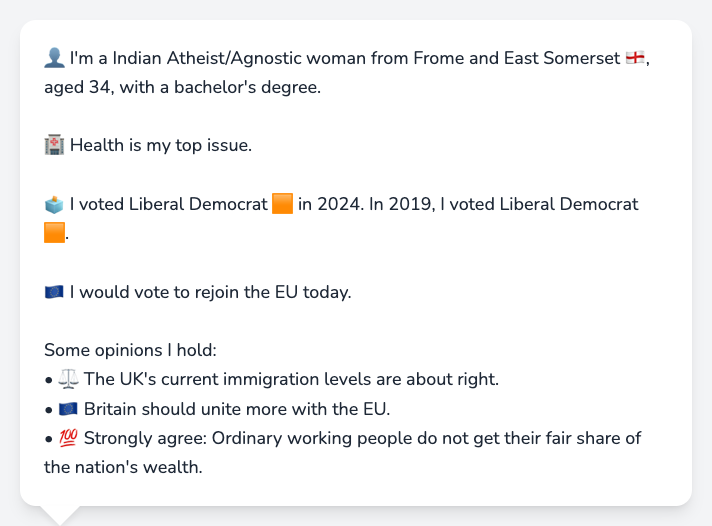 👤 I'm a Indian Atheist/Agnostic woman from Frome and East Somerset 🏴󠁧󠁢󠁥󠁮󠁧󠁿,
aged 34, with a bachelor's degree.
🏥 Health is my top issue.
🗳️ I voted Liberal Democrat 🟧 in 2024. In 2019, I voted Liberal Democrat
🟧.
🇪🇺 I would vote to rejoin the EU today.
Some opinions I hold:
• ⚖️ The UK's current immigration levels are about right.
• 🇪🇺 Britain should unite more with the EU.
• 💯 Strongly agree: Ordinary working people do not get their fair share of
the nation's wealth.